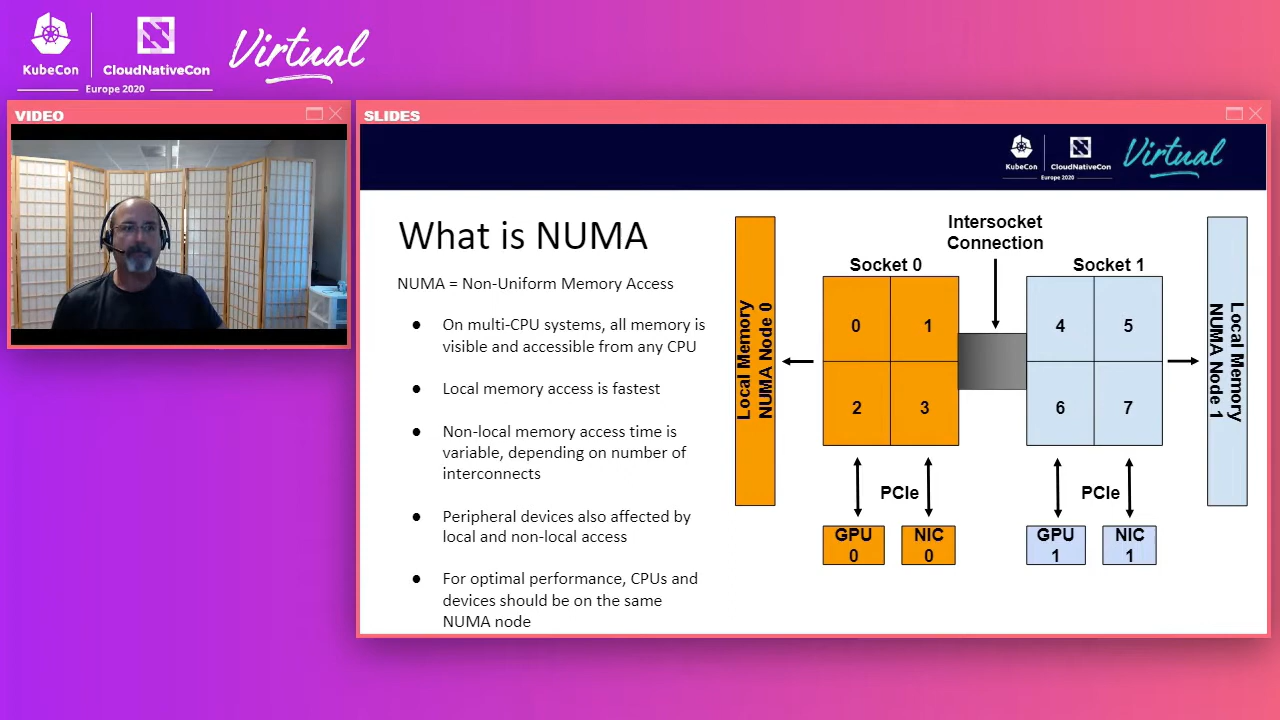 KubeCon
CloudNativeCon
Virtual
Europe 2020
VIDEO
SLIDES
KubeCon
CloudNativeCon
Virtual
Europe 2020
What is NUMA
NUMA = Non-Uniform Memory Access
● On multi-CPU systems, all memory is
visible and accessible from any CPU
● Local memory access is fastest
● Non-local memory access time is
variable, depending on number of
interconnects
● Peripheral devices also affected by
local and non-local access
● For optimal performance, CPUs and
devices should be on the same
NUMA node
Local Memory
NUMA Node 0
Socket 0
0 1
2 3
Intersocket
Connection
Socket 1
4 5
6 7
Local Memory
NUMA Node 1
PCIe
GPU
0
NIC
0
PCIe
GPU
1
NIC
1